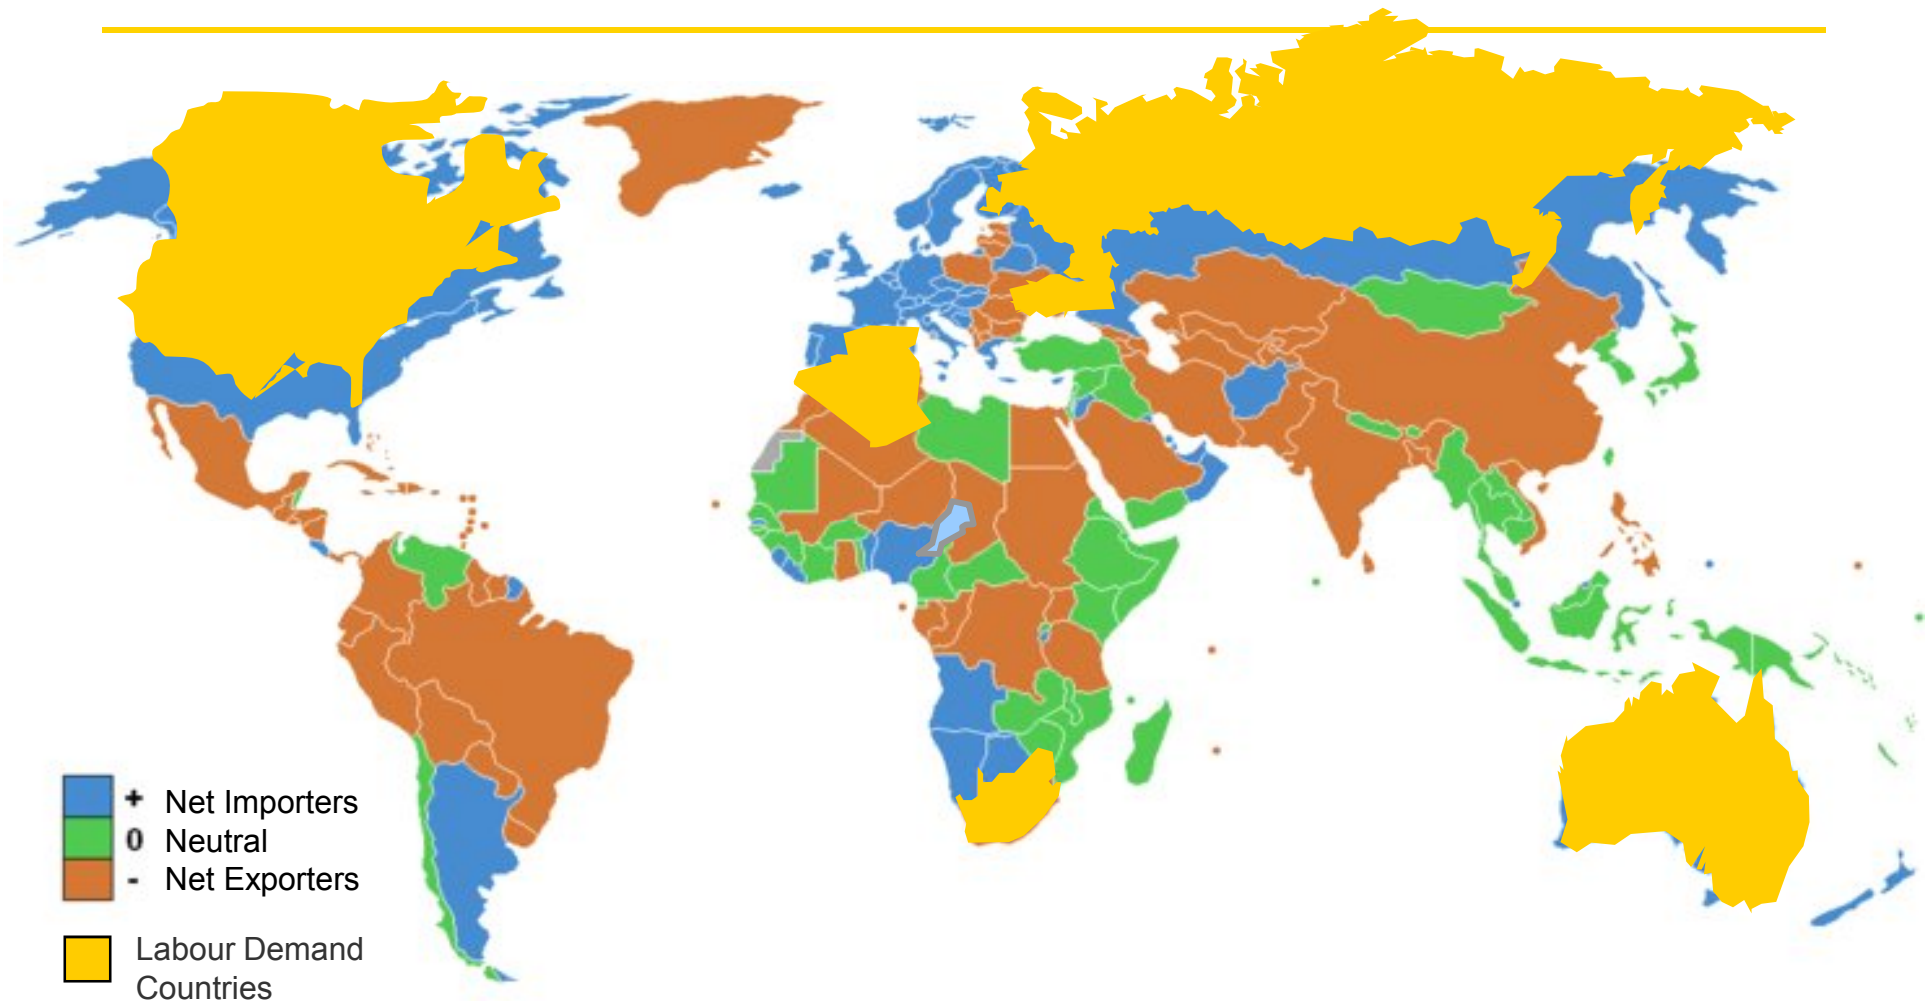 + Net Importers
0 Neutral
- Net Exporters
Labour Demand
Countries